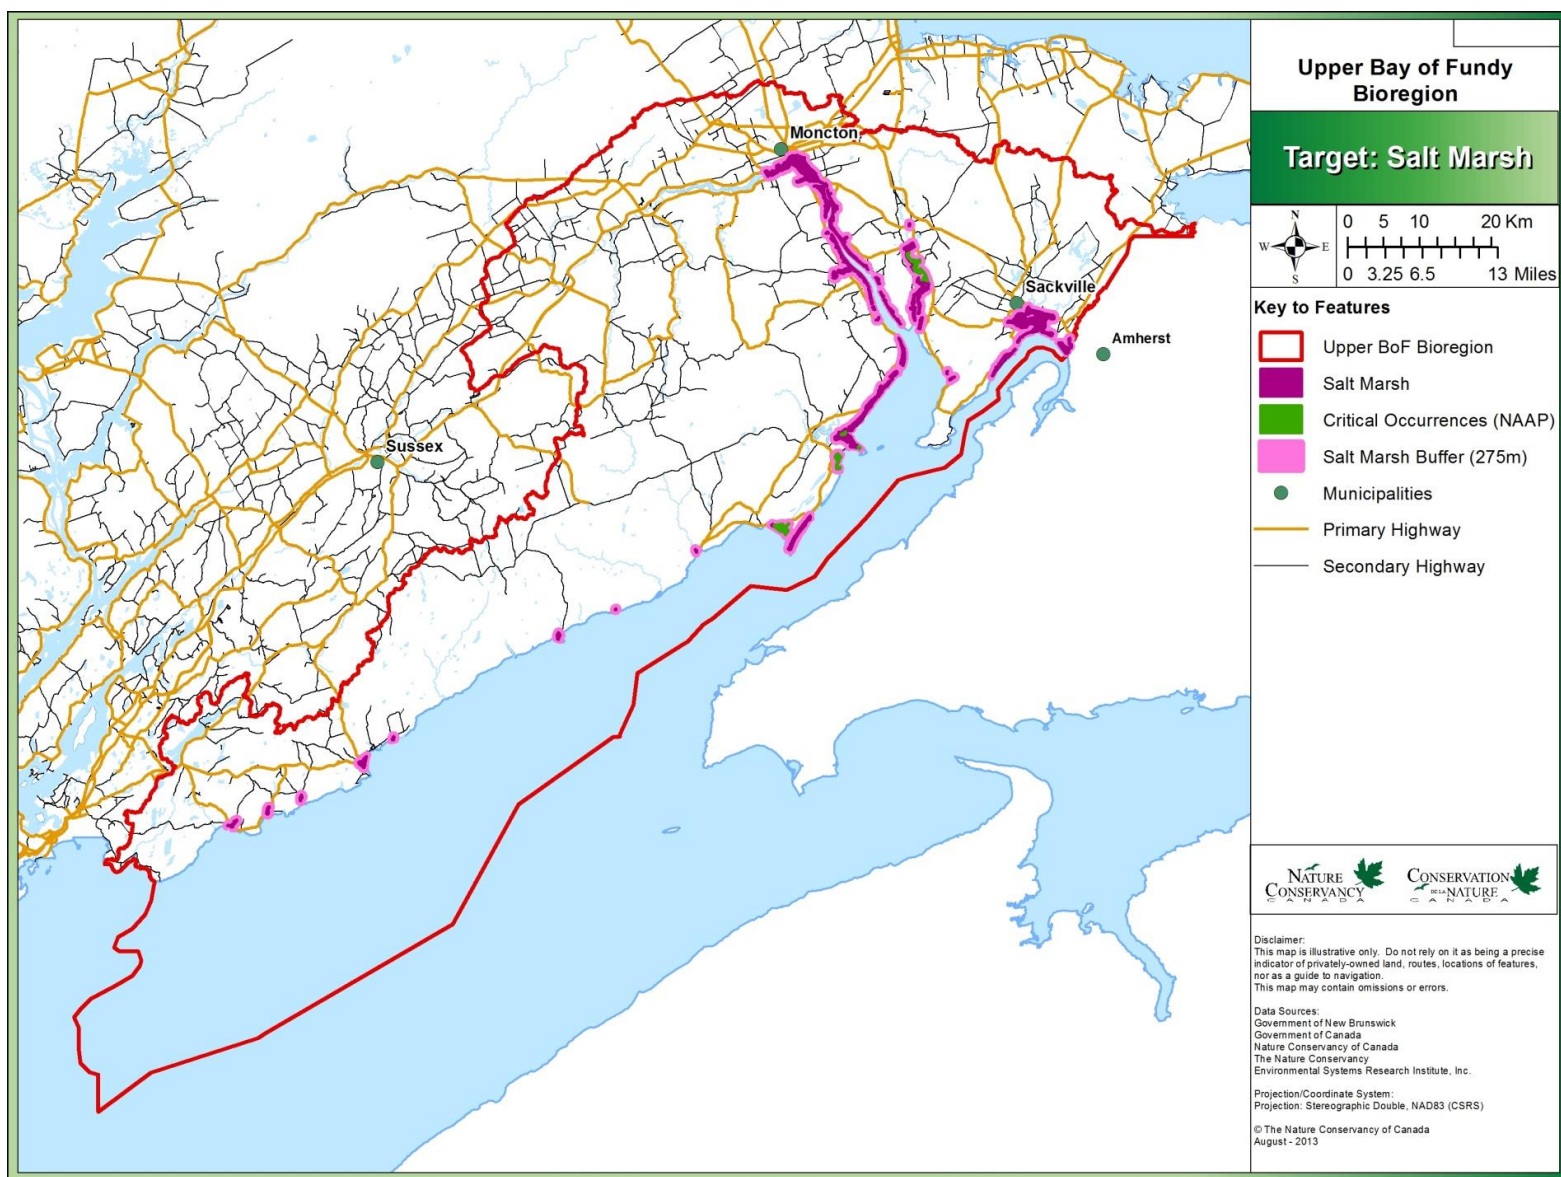 Moncton
Sackville
Amherst
Sussex
Upper Bay of Fundy
Bioregion
Target: Salt Marsh
N
W E
S
0 5 10 20 Km
0 3.25 6.5 13 Miles
Key to Features
Upper BoF Bioregion
Salt Marsh
Critical Occurrences (NAAP)
Salt Marsh Buffer (275m)
Municipalities
Primary Highway
Secondary Highway
NATURE
CONSERVANCY
CANADA
CONSERVATION
DE LA NATURE
CANADA
Disclaimer:
This map is illustrative only. Do not rely on it as being a precise
indicator of privately-owned land, routes, locations of features,
nor as a guide to navigation.
This map may contain omissions or errors.
Data Sources:
Government of New Brunswick
Government of Canada
Nature Conservancy of Canada
The Nature Conservancy
Environmental Systems Research Institute, Inc.
Projection/Coordinate System:
Projection: Stereographic Double, NAD83 (CSRS)
© The Nature Conservancy of Canada
August - 2013